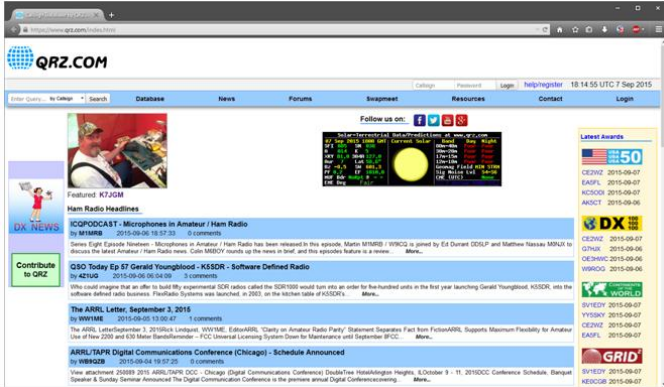 https://www.qrz.com/index.html
QRZ.COM
Callsign Password Login help/register 18:14:55 UTC 7 Sep 2015
Enter Query... by Callsign Search Database News Forums Swapmeet Resources Contact Login
Follow us on:
Solar-Terrestrial Data/Predictions at www.qrz.com
Current Solar
Featured: K7JGM
Ham Radio Headlines
DX NEWS
Contribute
to QRZ
ICQPODCAST - Microphones in Amateur / Ham Radio
by M1MRB 2015-09-06 18:57:33 0 comments
Series Eight Episode Nineteen - Microphones in Amateur / Ham Radio has been released.In this episode, Martin M1MRB / W9ICQ is joined by Ed Durrant DD5LP and Matthew Nassau M0NJX to
discuss the latest Amateur / Ham Radio news. Colin M6BOY rounds up the news in brief, and this episodes feature is a review ... More...
QSO Today Ep 57 Gerald Youngblood - K5SDR - Software Defined Radio
by 4Z1UG 2015-09-06 06:04:09 3 comments
Who could imagine that an offer to build fifty experimental SDR radios called the SDR1000 would turn into an order for five-hundred units in the first year launching Gerald Youngblood, K5SDR, into the
software defined radio business. FlexRadio Systems was launched, in 2003, on the kitchen table of K5SDR's... More...
The ARRL Letter, September 3, 2015
by WW1ME 2015-09-05 13:00:47 1 comments
The ARRL LetterSeptember 3, 2015Rick Lindquist, WW1ME, EditorARRL, "Clarity on Amateur Radio Parity" Statement Separates Fact from FictionARRL Supports Maximum Flexibility for Amateur
Use of New 2200 and 630 Meter BandsReminder -- FCC Universal Licensing System Down for Maintenance until September 8FCC... More...
ARRL/TAPR Digital Communications Conference (Chicago) - Schedule Announced
by WB9QZB 2015-09-04 19:57:25 0 comments
View attachment 250089 2015 ARRL/TAPR DCC - Chicago (Digital Communications Conference) DoubleTree HotelArlington Heights, ILOctober 9 - 11, 2015DCC Conference Schedule, Banquet
Speaker & Sunday Seminar Announced The Digital Communication Conference is the premiere annual Digital Conferencecovering... More...
Latest Awards
USA 50
CE2WZ 2015-09-07
EA5FL 2015-09-07
KC5ODI 2015-09-07
AK5CT 2015-09-06
DX 100
CE2WZ 2015-09-07
G7HJX 2015-09-06
OE3HWC 2015-09-06
W9ROG 2015-09-06
CONTINENTS
OF THE
WORLD
SV1EDY 2015-09-07
YY5SKY 2015-09-07
CE2WZ 2015-09-07
EA5FL 2015-09-07
GRID
SV1EDY 2015-09-07
KE0CGB 2015-09-07